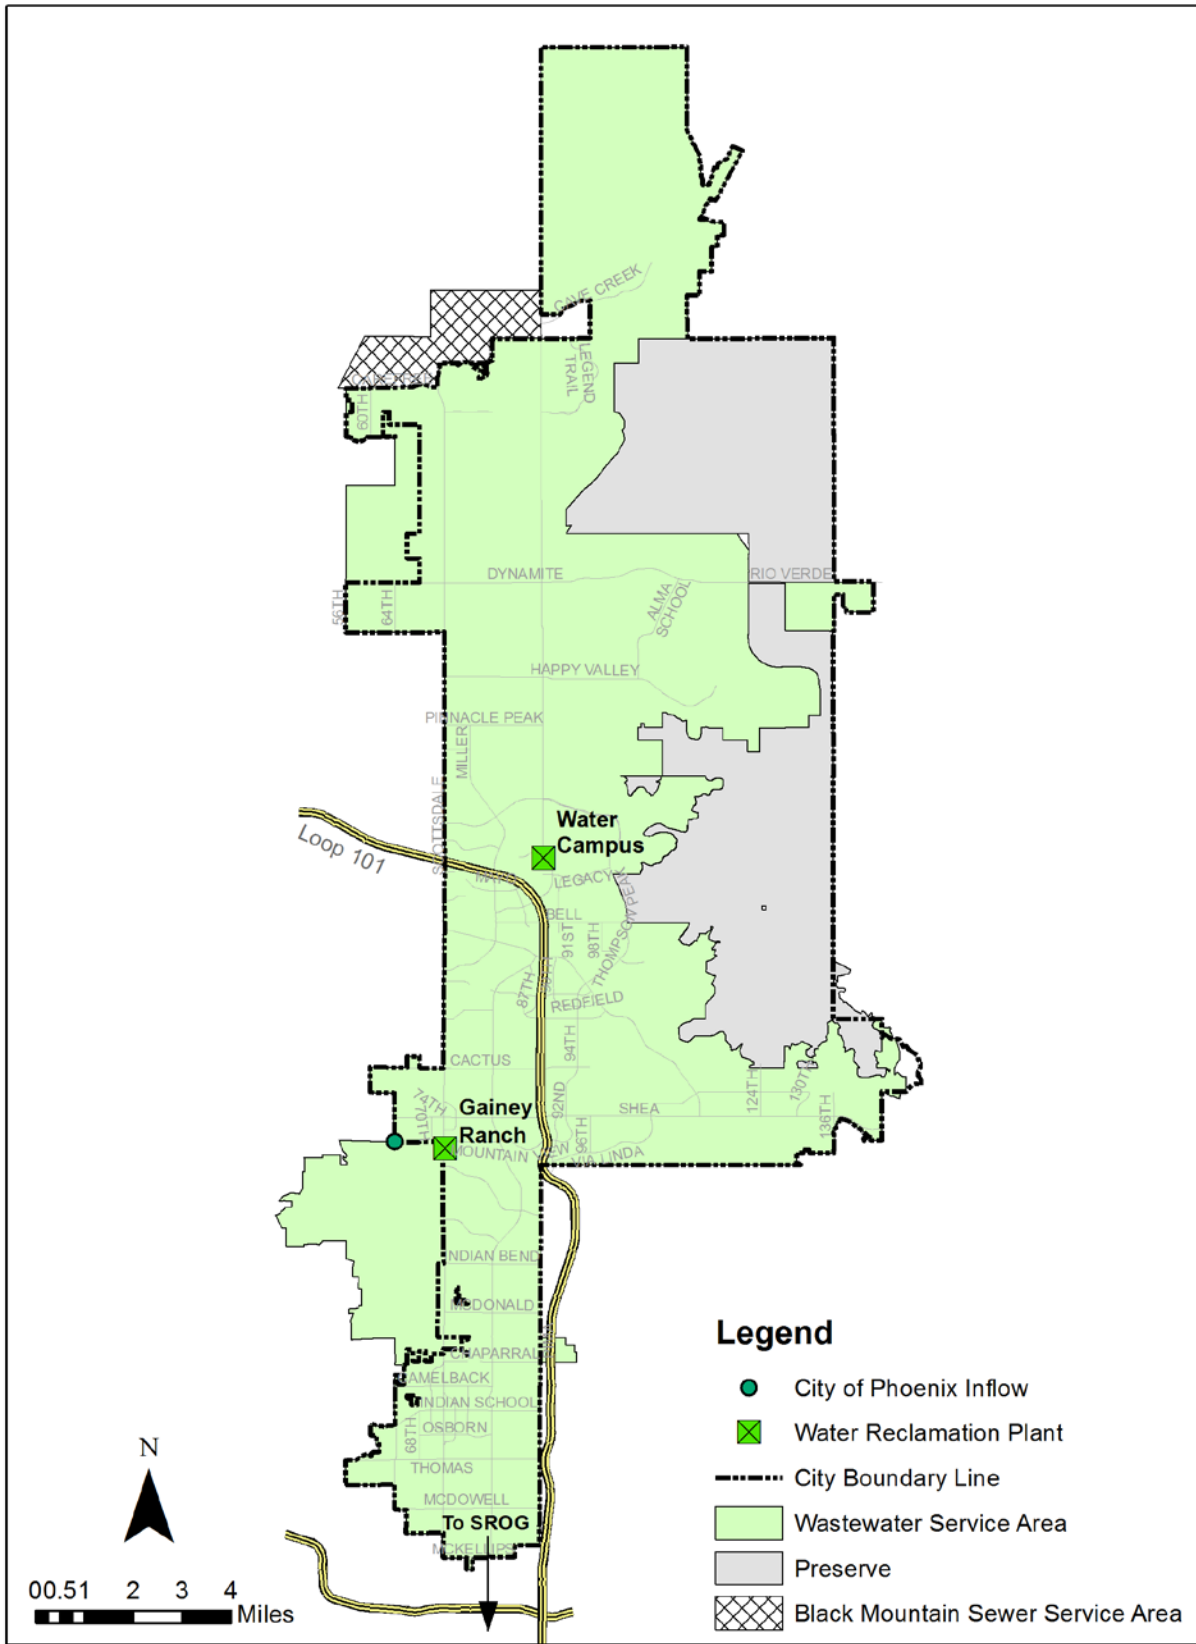 CAVE CREEK
LEGEND
TRAIL
CAREFREE
60TH
DYNAMITE
RIO VERDE
56TH
64TH
ALMA
SCHOOL
HAPPY VALLEY
PINNACLE PEAK
MILLER
SCOTTSDALE
Loop 101
Water
Campus
LEGACY
BELL
91ST
98TH
THOMPSON PEAK
87TH
REDFIELD
94TH
CACTUS
74TH
70TH
Gainey
Ranch
92ND
SHEA
124TH
130TH
136TH
96TH
MOUNTAIN VIEW
VIA LINDA
INDIAN BEND
MCDONALD
CHAPARRAL
CAMELBACK
INDIAN SCHOOL
68TH
OSBORN
THOMAS
MCDOWELL
To SROG
MCKELLIPS
N
00.51 2 3 4
Miles
Legend
City of Phoenix Inflow
Water Reclamation Plant
City Boundary Line
Wastewater Service Area
Preserve
Black Mountain Sewer Service Area